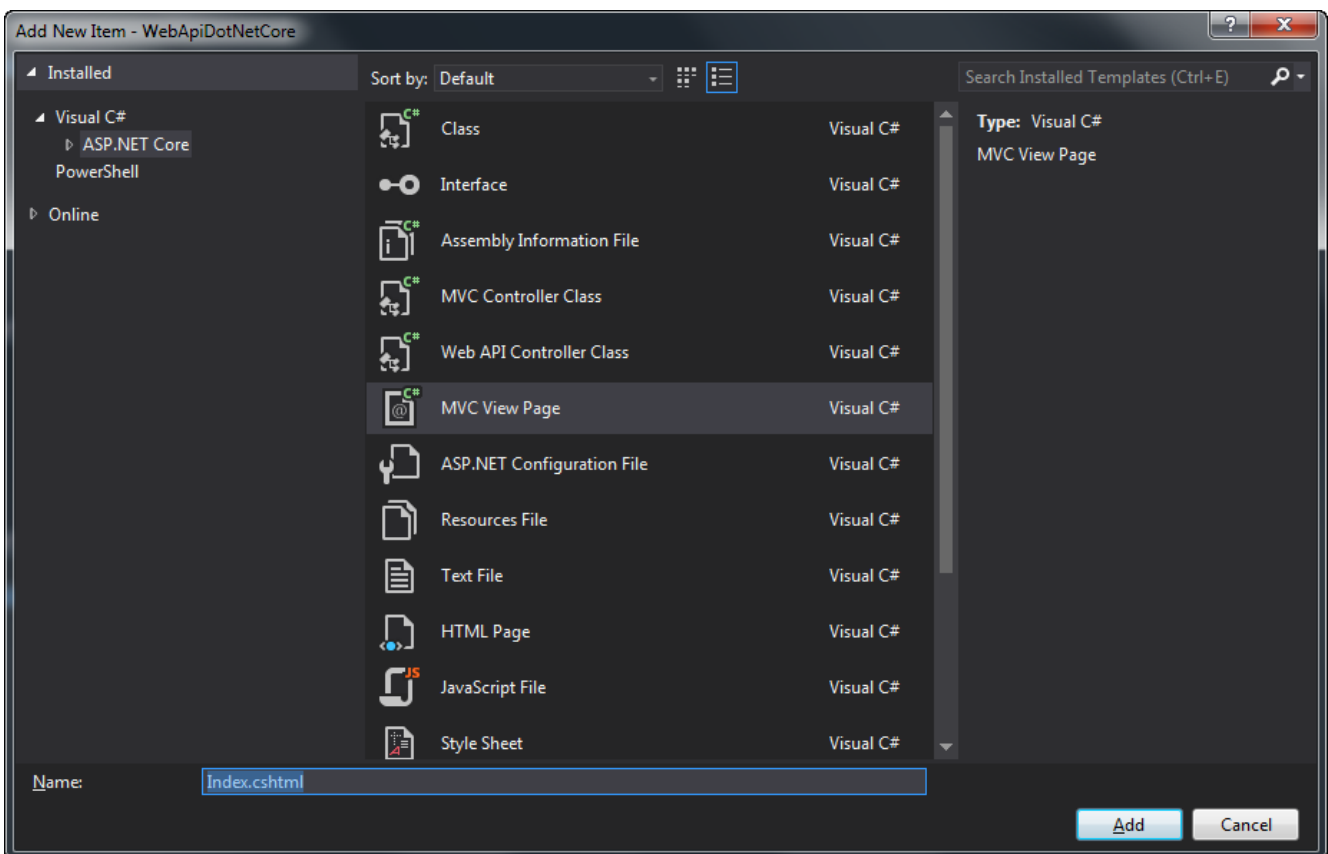 Add New Item - WebApiDotNetCore
?
X
Installed
Sort by: Default
Search Installed Templates (Ctrl+E)
Visual C#
ASP.NET Core
PowerShell
Online
C#
Class Visual C#
Interface Visual C#
C#
i
Assembly Information File Visual C#
C#
MVC Controller Class Visual C#
C#
Web API Controller Class Visual C#
C#
@
MVC View Page Visual C#
ASP.NET Configuration File Visual C#
Resources File Visual C#
Text File Visual C#
HTML Page Visual C#
JS
JavaScript File Visual C#
A
Style Sheet Visual C#
Type: Visual C#
MVC View Page
Name: Index.cshtml
Add Cancel